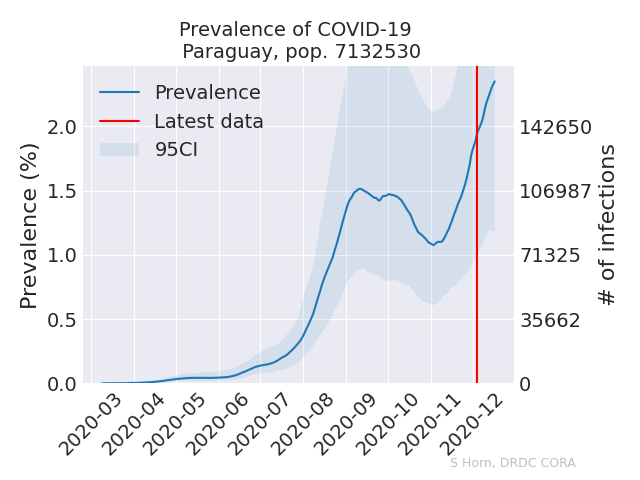 Prevalence of COVID-19
Paraguay, pop. 7132530
Prevalence
Latest data
95CI
Prevalence (%)
2.0
1.5
1.0
0.5
0.0
142650
106987
71325
35662
0
# of infections
2020-03
2020-04
2020-05
2020-06
2020-07
2020-08
2020-09
2020-10
2020-11
2020-12
S Horn, DRDC CORA